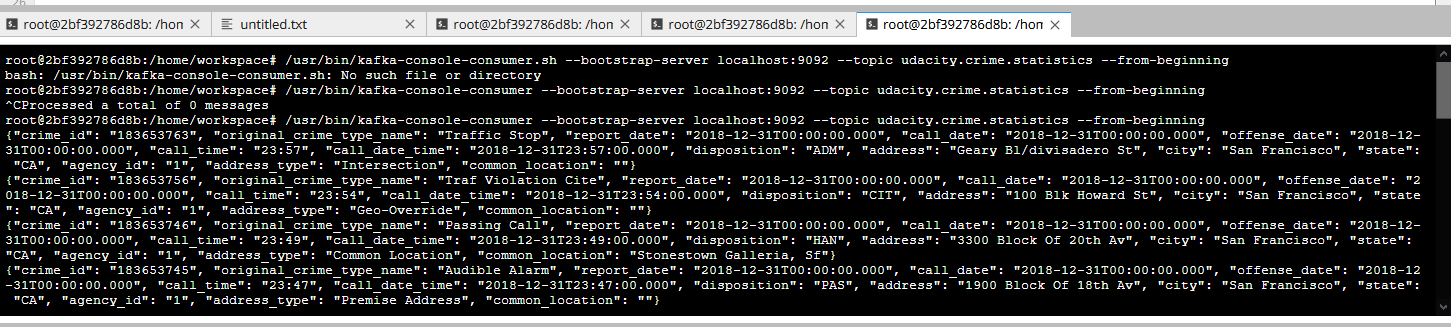 26
root@2bf392786d8b: /hon
untitled.txt
root@2bf392786d8b: /hon
root@2bf392786d8b: /hon
root@2bf392786d8b: /hon
root@2bf392786d8b:/home/workspace# /usr/bin/kafka-console-consumer.sh --bootstrap-server localhost:9092 --topic udacity.crime.statistics --from-beginning
bash: /usr/bin/kafka-console-consumer.sh: No such file or directory
root@2bf392786d8b:/home/workspace# /usr/bin/kafka-console-consumer --bootstrap-server localhost:9092 --topic udacity.crime.statistics --from-beginning
^CProcessed a total of 0 messages
root@2bf392786d8b:/home/workspace# /usr/bin/kafka-console-consumer --bootstrap-server localhost:9092 --topic udacity.crime.statistics --from-beginning
{"crime_id": "183653763", "original_crime_type_name": "Traffic Stop", "report_date": "2018-12-31T00:00:00.000", "call_date": "2018-12-31T00:00:00.000", "offense_date": "2018-12-
31T00:00:00.000", "call_time": "23:57", "call_date_time": "2018-12-31T23:57:00.000", "disposition": "ADM", "address": "Geary Bl/divisadero St", "city": "San Francisco", "state":
"CA", "agency_id": "1", "address_type": "Intersection", "common_location": ""}
{"crime_id": "183653756", "original_crime_type_name": "Traf Violation Cite", "report_date": "2018-12-31T00:00:00.000", "call_date": "2018-12-31T00:00:00.000", "offense_date": "2
018-12-31T00:00:00.000", "call_time": "23:54", "call_date_time": "2018-12-31T23:54:00.000", "disposition": "CIT", "address": "100 Blk Howard St", "city": "San Francisco", "state
": "CA", "agency_id": "1", "address_type": "Geo-Override", "common_location": ""}
{"crime_id": "183653746", "original_crime_type_name": "Passing Call", "report_date": "2018-12-31T00:00:00.000", "call_date": "2018-12-31T00:00:00.000", "offense_date": "2018-12-
31T00:00:00.000", "call_time": "23:49", "call_date_time": "2018-12-31T23:49:00.000", "disposition": "HAN", "address": "3300 Block Of 20th Av", "city": "San Francisco", "state":
"CA", "agency_id": "1", "address_type": "Common Location", "common_location": "Stonestown Galleria, Sf"}
{"crime_id": "183653745", "original_crime_type_name": "Audible Alarm", "report_date": "2018-12-31T00:00:00.000", "call_date": "2018-12-31T00:00:00.000", "offense_date": "2018-12
-31T00:00:00.000", "call_time": "23:47", "call_date_time": "2018-12-31T23:47:00.000", "disposition": "PAS", "address": "1900 Block Of 18th Av", "city": "San Francisco", "state":
 "CA", "agency_id": "1", "address_type": "Premise Address", "common_location": ""}